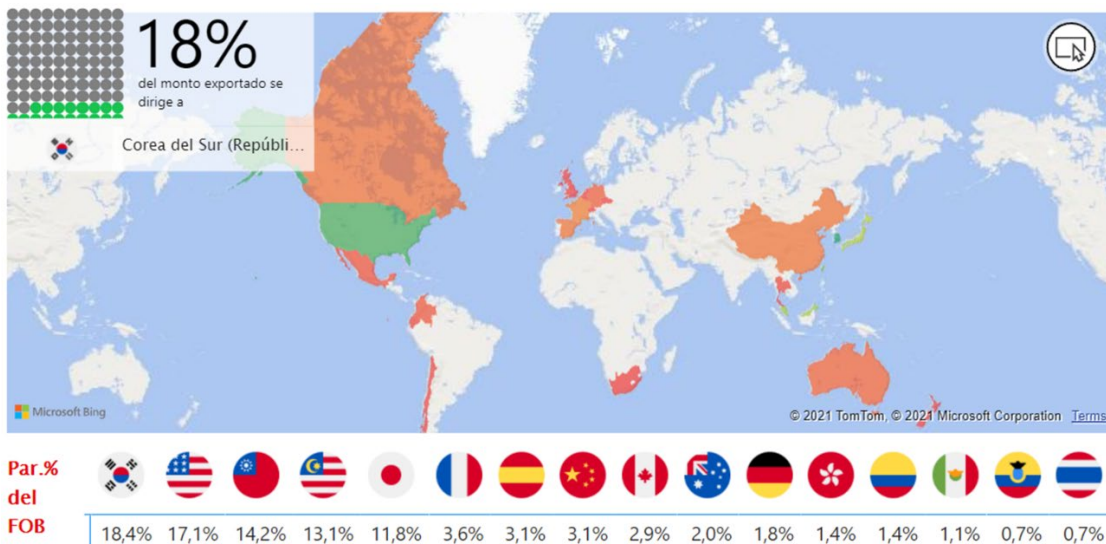 18%
del monto exportado se
dirige a
Corea del Sur (Repúbli...
Microsoft Bing
© 2021 TomTom, © 2021 Microsoft Corporation Terms
Par.%
del
FOB
18,4% 17,1% 14,2% 13,1% 11,8% 3,6% 3,1% 3,1% 2,9% 2,0% 1,8% 1,4% 1,4% 1,1% 0,7% 0,7%